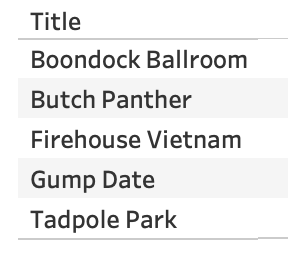 Title
Boondock Ballroom
Butch Panther
Firehouse Vietnam
Gump Date
Tadpole Park